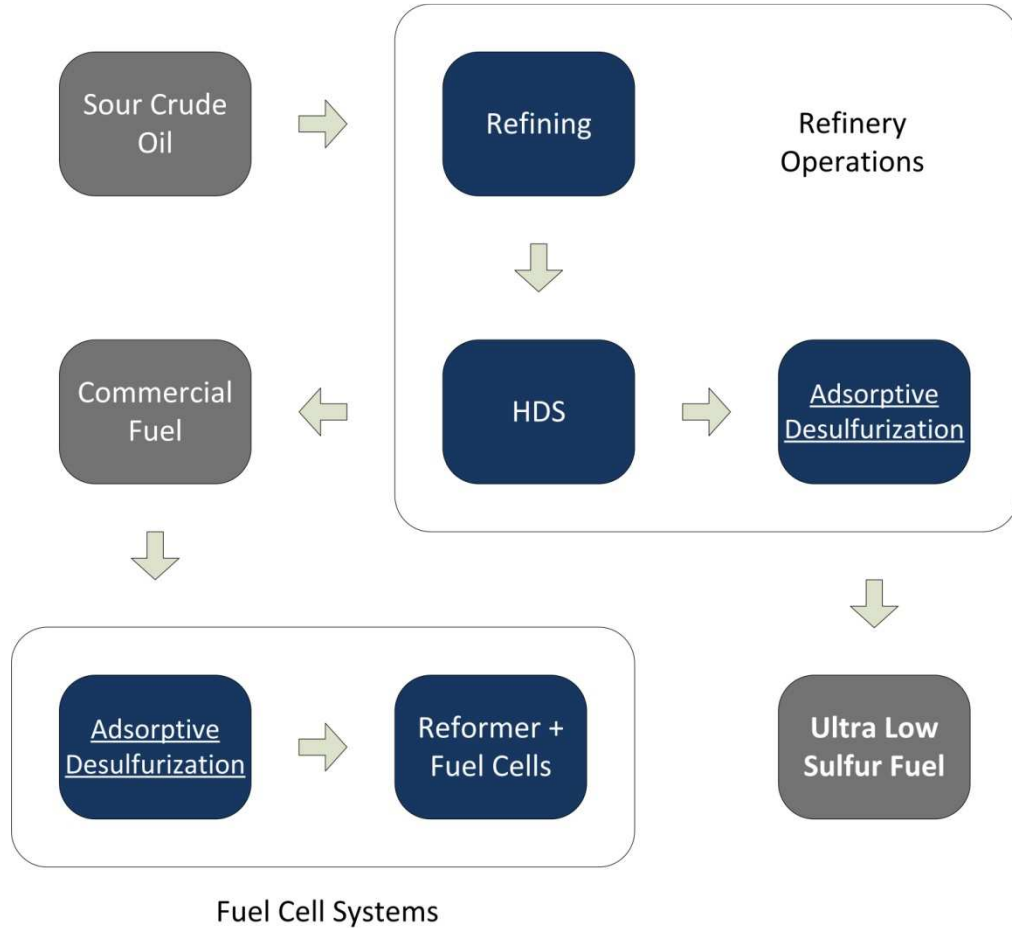 Sour Crude
Oil
Refining
Refinery
Operations
Commercial
Fuel
HDS
Adsorptive
Desulfurization
Adsorptive
Desulfurization
Reformer +
Fuel Cells
Ultra Low
Sulfur Fuel
Fuel Cell Systems